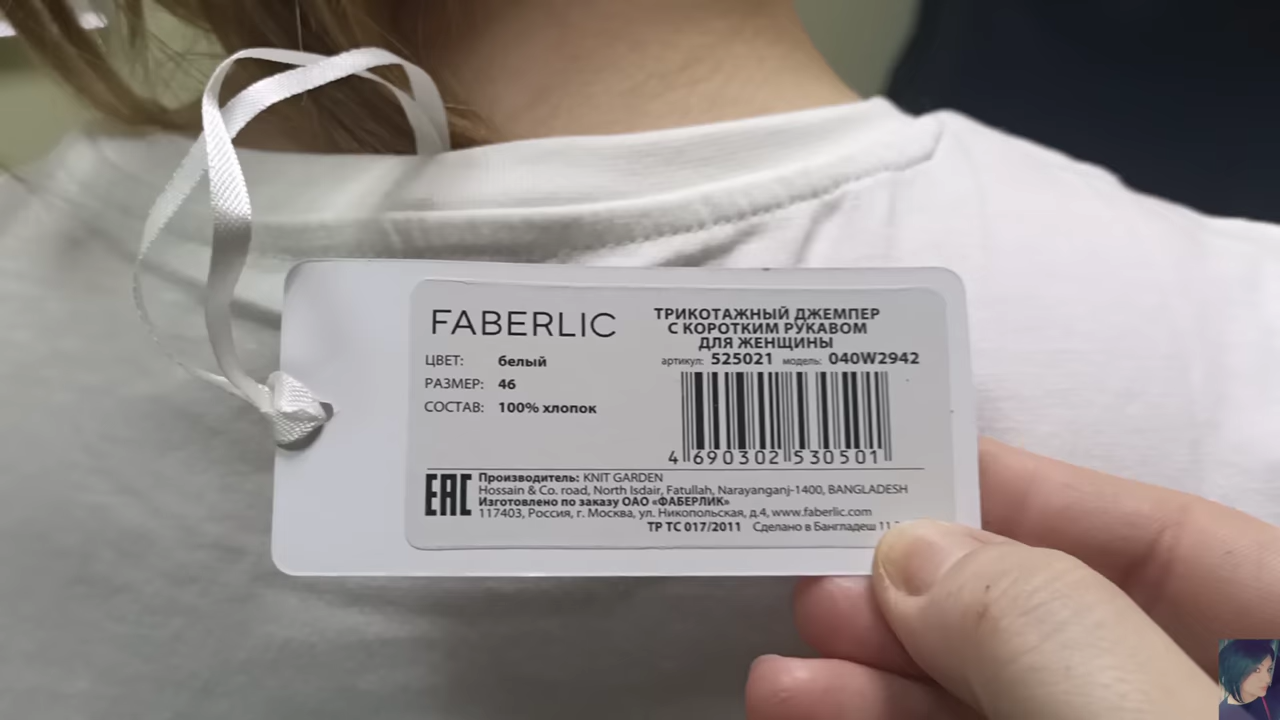 FABERLIC
ЦВЕТ: белый
РАЗМЕР: 46
СОСТАВ: 100% хлопок
ТРИКОТАЖНЫЙ ДЖЕМПЕР
С КОРОТКИМ РУКАВОМ
ДЛЯ ЖЕНЩИНЫ
артикул: 525021 модель: 040W2942
4 690302 530501
EAC
Производитель: KNIT GARDEN
Hossain & Co. road, North Isdair, Fatullah, Narayanganj-1400, BANGLADESH
Изготовлено по заказу ОАО «ФАБЕРЛИК»
117403, Россия, г. Москва, ул. Никопольская, д.4, www.faberlic.com
ТР ТС 017/2011 Сделано в Бангладеш